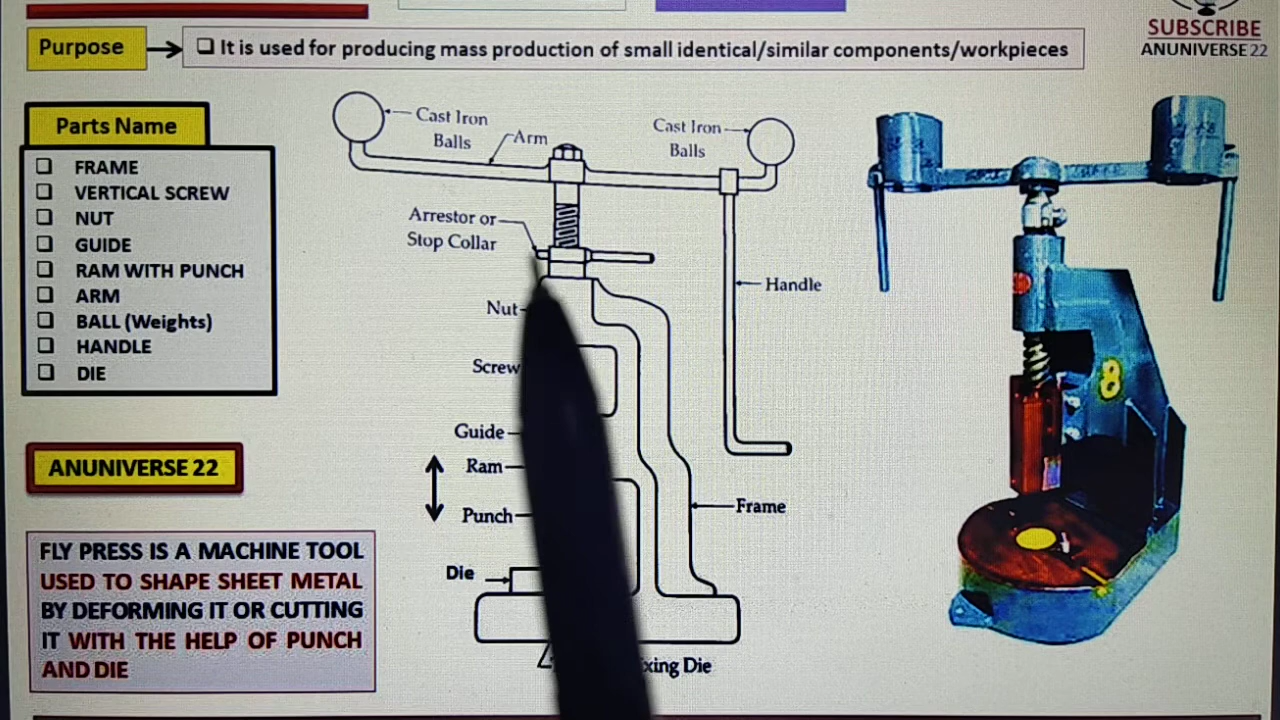 Purpose
❑ It is used for producing mass production of small identical/similar components/workpieces
SUBSCRIBE
ANUNIVERSE 22
Parts Name
❑ FRAME
❑ VERTICAL SCREW
❑ NUT
❑ GUIDE
❑ RAM WITH PUNCH
❑ ARM
❑ BALL (Weights)
❑ HANDLE
❑ DIE
ANUNIVERSE 22
FLY PRESS IS A MACHINE TOOL
USED TO SHAPE SHEET METAL
BY DEFORMING IT OR CUTTING
IT WITH THE HELP OF PUNCH
AND DIE
Cast Iron
Balls
Arm
Cast Iron
Balls
Arrestor or
Stop Collar
Handle
Nut
Screw
Guide
Ram
Punch
Frame
Die
Die
8